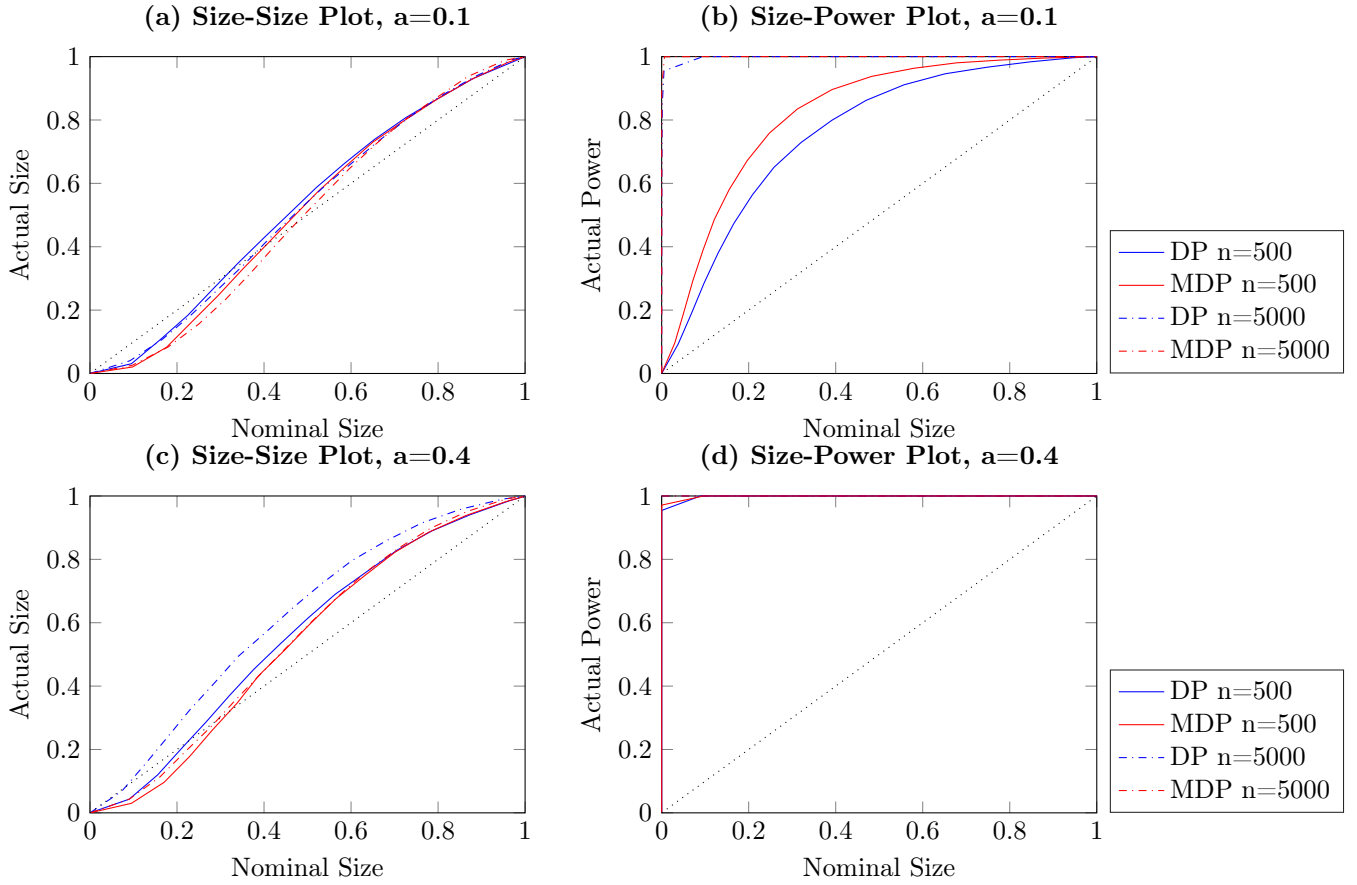 (a) Size-Size Plot, a=0.1
(b) Size-Power Plot, a=0.1
1
0.8
0.6
0.4
0.2
0
Actual Size
0 0.2 0.4 0.6 0.8 1
Nominal Size
1
0.8
0.6
0.4
0.2
0
Actual Power
0 0.2 0.4 0.6 0.8 1
Nominal Size
DP n=500
MDP n=500
DP n=5000
MDP n=5000
(c) Size-Size Plot, a=0.4
(d) Size-Power Plot, a=0.4
1
0.8
0.6
0.4
0.2
0
Actual Size
0 0.2 0.4 0.6 0.8 1
Nominal Size
1
0.8
0.6
0.4
0.2
0
Actual Power
0 0.2 0.4 0.6 0.8 1
Nominal Size
DP n=500
MDP n=500
DP n=5000
MDP n=5000